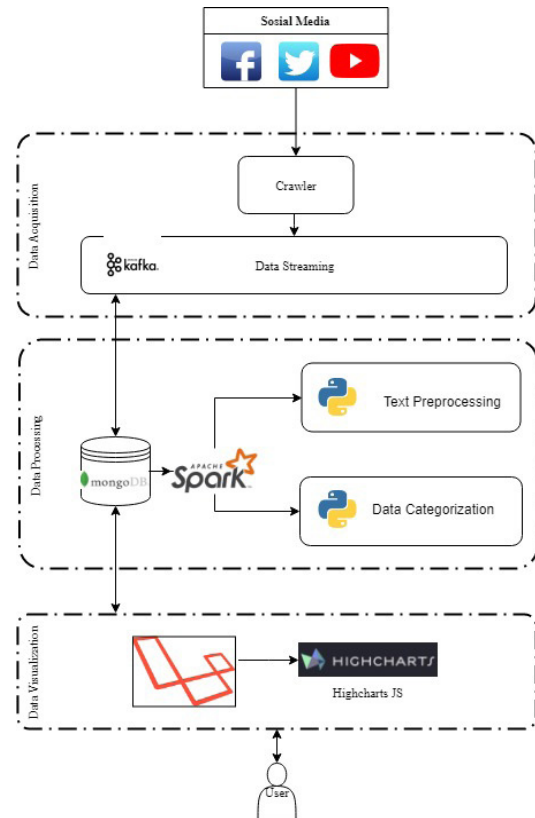 Sosial Media
Data Acquisition
Crawler
kafka
Data Streaming
Data Processing
Text Preprocessing
mongoDB
APACHE
Spark
Data Categorization
Data Visualization
HIGHCHARTS
Highcharts JS
User